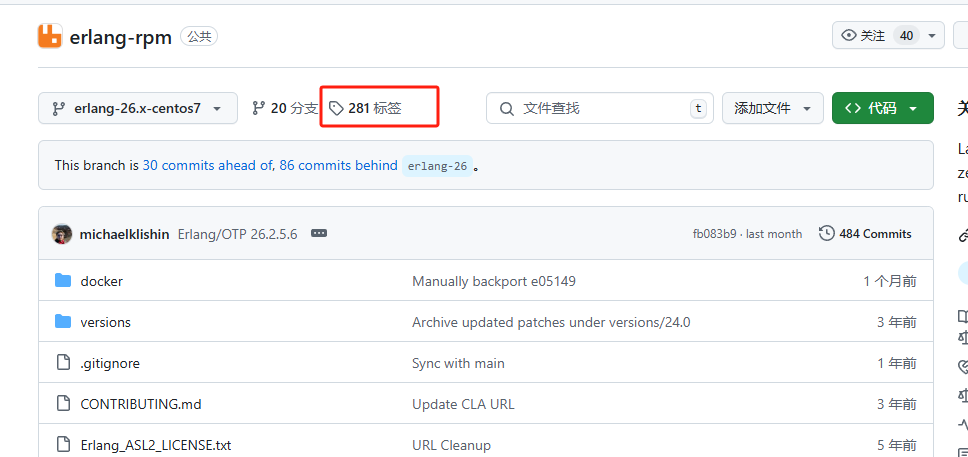 erlang-rpm 公共 关注 40
erlang-26.x-centos7 20 分支 281 标签 文件查找 t 添加文件 代码
This branch is 30 commits ahead of, 86 commits behind erlang-26 。
michaelklishin Erlang/OTP 26.2.5.6 fb083b9 · last month 484 Commits
docker Manually backport e05149 1 个月前
versions Archive updated patches under versions/24.0 3 年前
.gitignore Sync with main 1 年前
CONTRIBUTING.md Update CLA URL 3 年前
Erlang_ASL2_LICENSE.txt URL Cleanup 5 年前